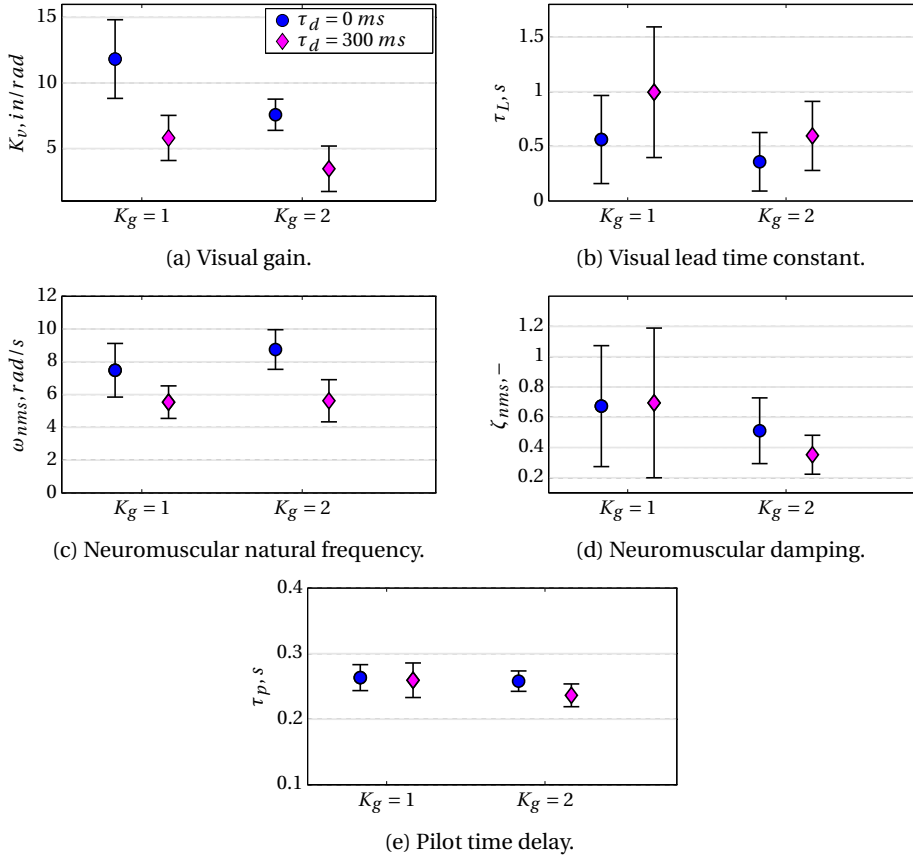 15
10
5
K_v, in/rad
τ_d = 0 ms
τ_d = 300 ms
K_g = 1
K_g = 2
(a) Visual gain.
1.5
1
0.5
0
τ_L, s
K_g = 1
K_g = 2
(b) Visual lead time constant.
12
10
8
6
4
2
0
ω_nms, rad/s
K_g = 1
K_g = 2
(c) Neuromuscular natural frequency.
1.2
1
0.8
0.6
0.4
0.2
ζ_nms, −
K_g = 1
K_g = 2
(d) Neuromuscular damping.
0.4
0.3
0.2
0.1
τ_p, s
K_g = 1
K_g = 2
(e) Pilot time delay.